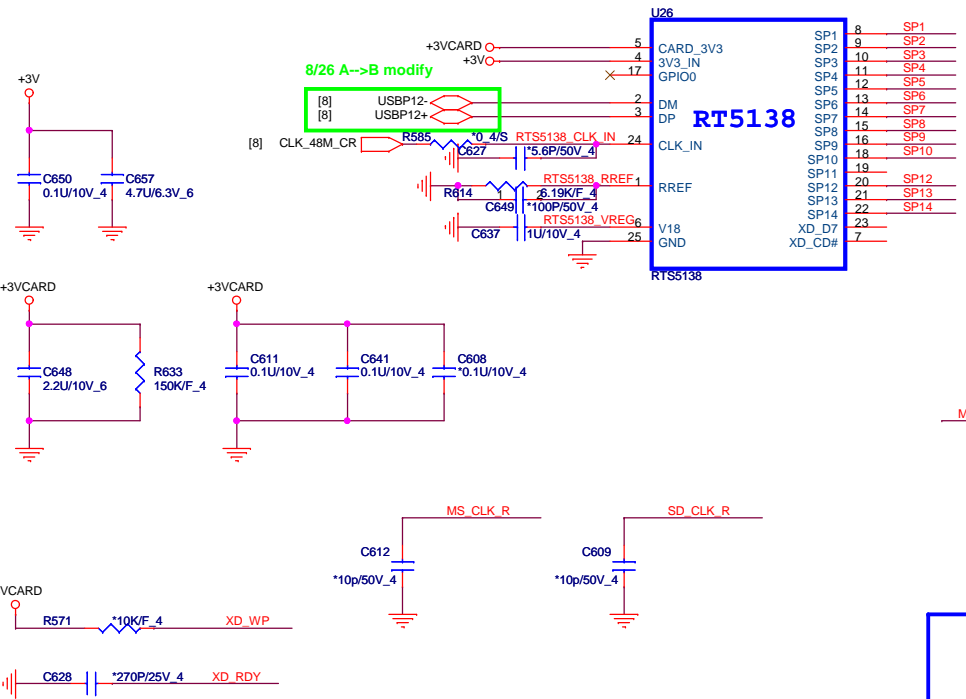 U26
+3VCARD 5 CARD_3V3 SP1 8 SP1
+3V 4 3V3_IN SP2 9 SP2
17 GPIO0 SP3 10 SP3
8/26 A-->B modify
SP4 11 SP4
+3V
SP5 12 SP5
[8] USBP12- 2 DM SP6 13 SP6
[8] USBP12+ 3 DP SP7 14 SP7
RT5138
SP8 15 SP8
[8] CLK_48M_CR R585 *0_4/S RTS5138_CLK_IN 24 CLK_IN SP9 16 SP9
C627 *5.6P/50V_4 SP10 18 SP10
SP11 19
C650 0.1U/10V_4
C657 4.7U/6.3V_6
R614 6.19K/F_4 RTS5138_RREF 1 RREF SP12 20 SP12
1 2
C649 *100P/50V_4 SP13 21 SP13
SP14 22 SP14
RTS5138_VREG 6 V18 XD_D7 23
C637 1U/10V_4 25 GND XD_CD# 7
RTS5138
+3VCARD
+3VCARD
C648 2.2U/10V_6
R633 150K/F_4
C611 0.1U/10V_4
C641 0.1U/10V_4
C608 *0.1U/10V_4
M
MS_CLK_R
SD_CLK_R
C612 *10p/50V_4
C609 *10p/50V_4
VCARD
R571 *10K/F_4 XD_WP
C628 *270P/25V_4 XD_RDY